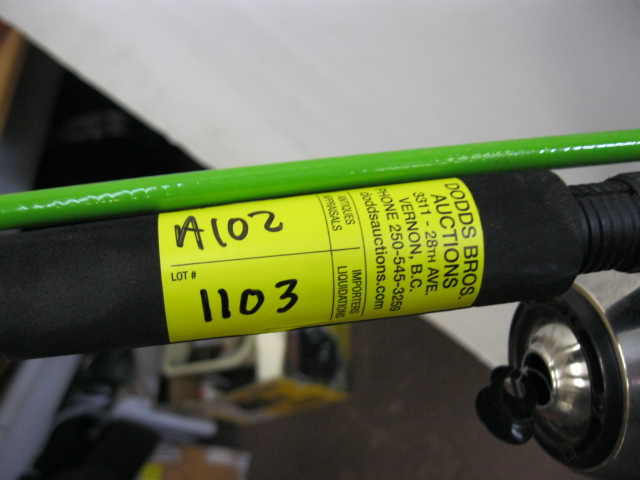 A102
LOT #
1103
ANTIQUES
APPRAISALS
IMPORTERS
LIQUIDATIONS
DODDS BROS.
AUCTIONS
3311 - 28TH AVE.
VERNON, B.C.
PHONE 250-545-3259
doddsauctions.com